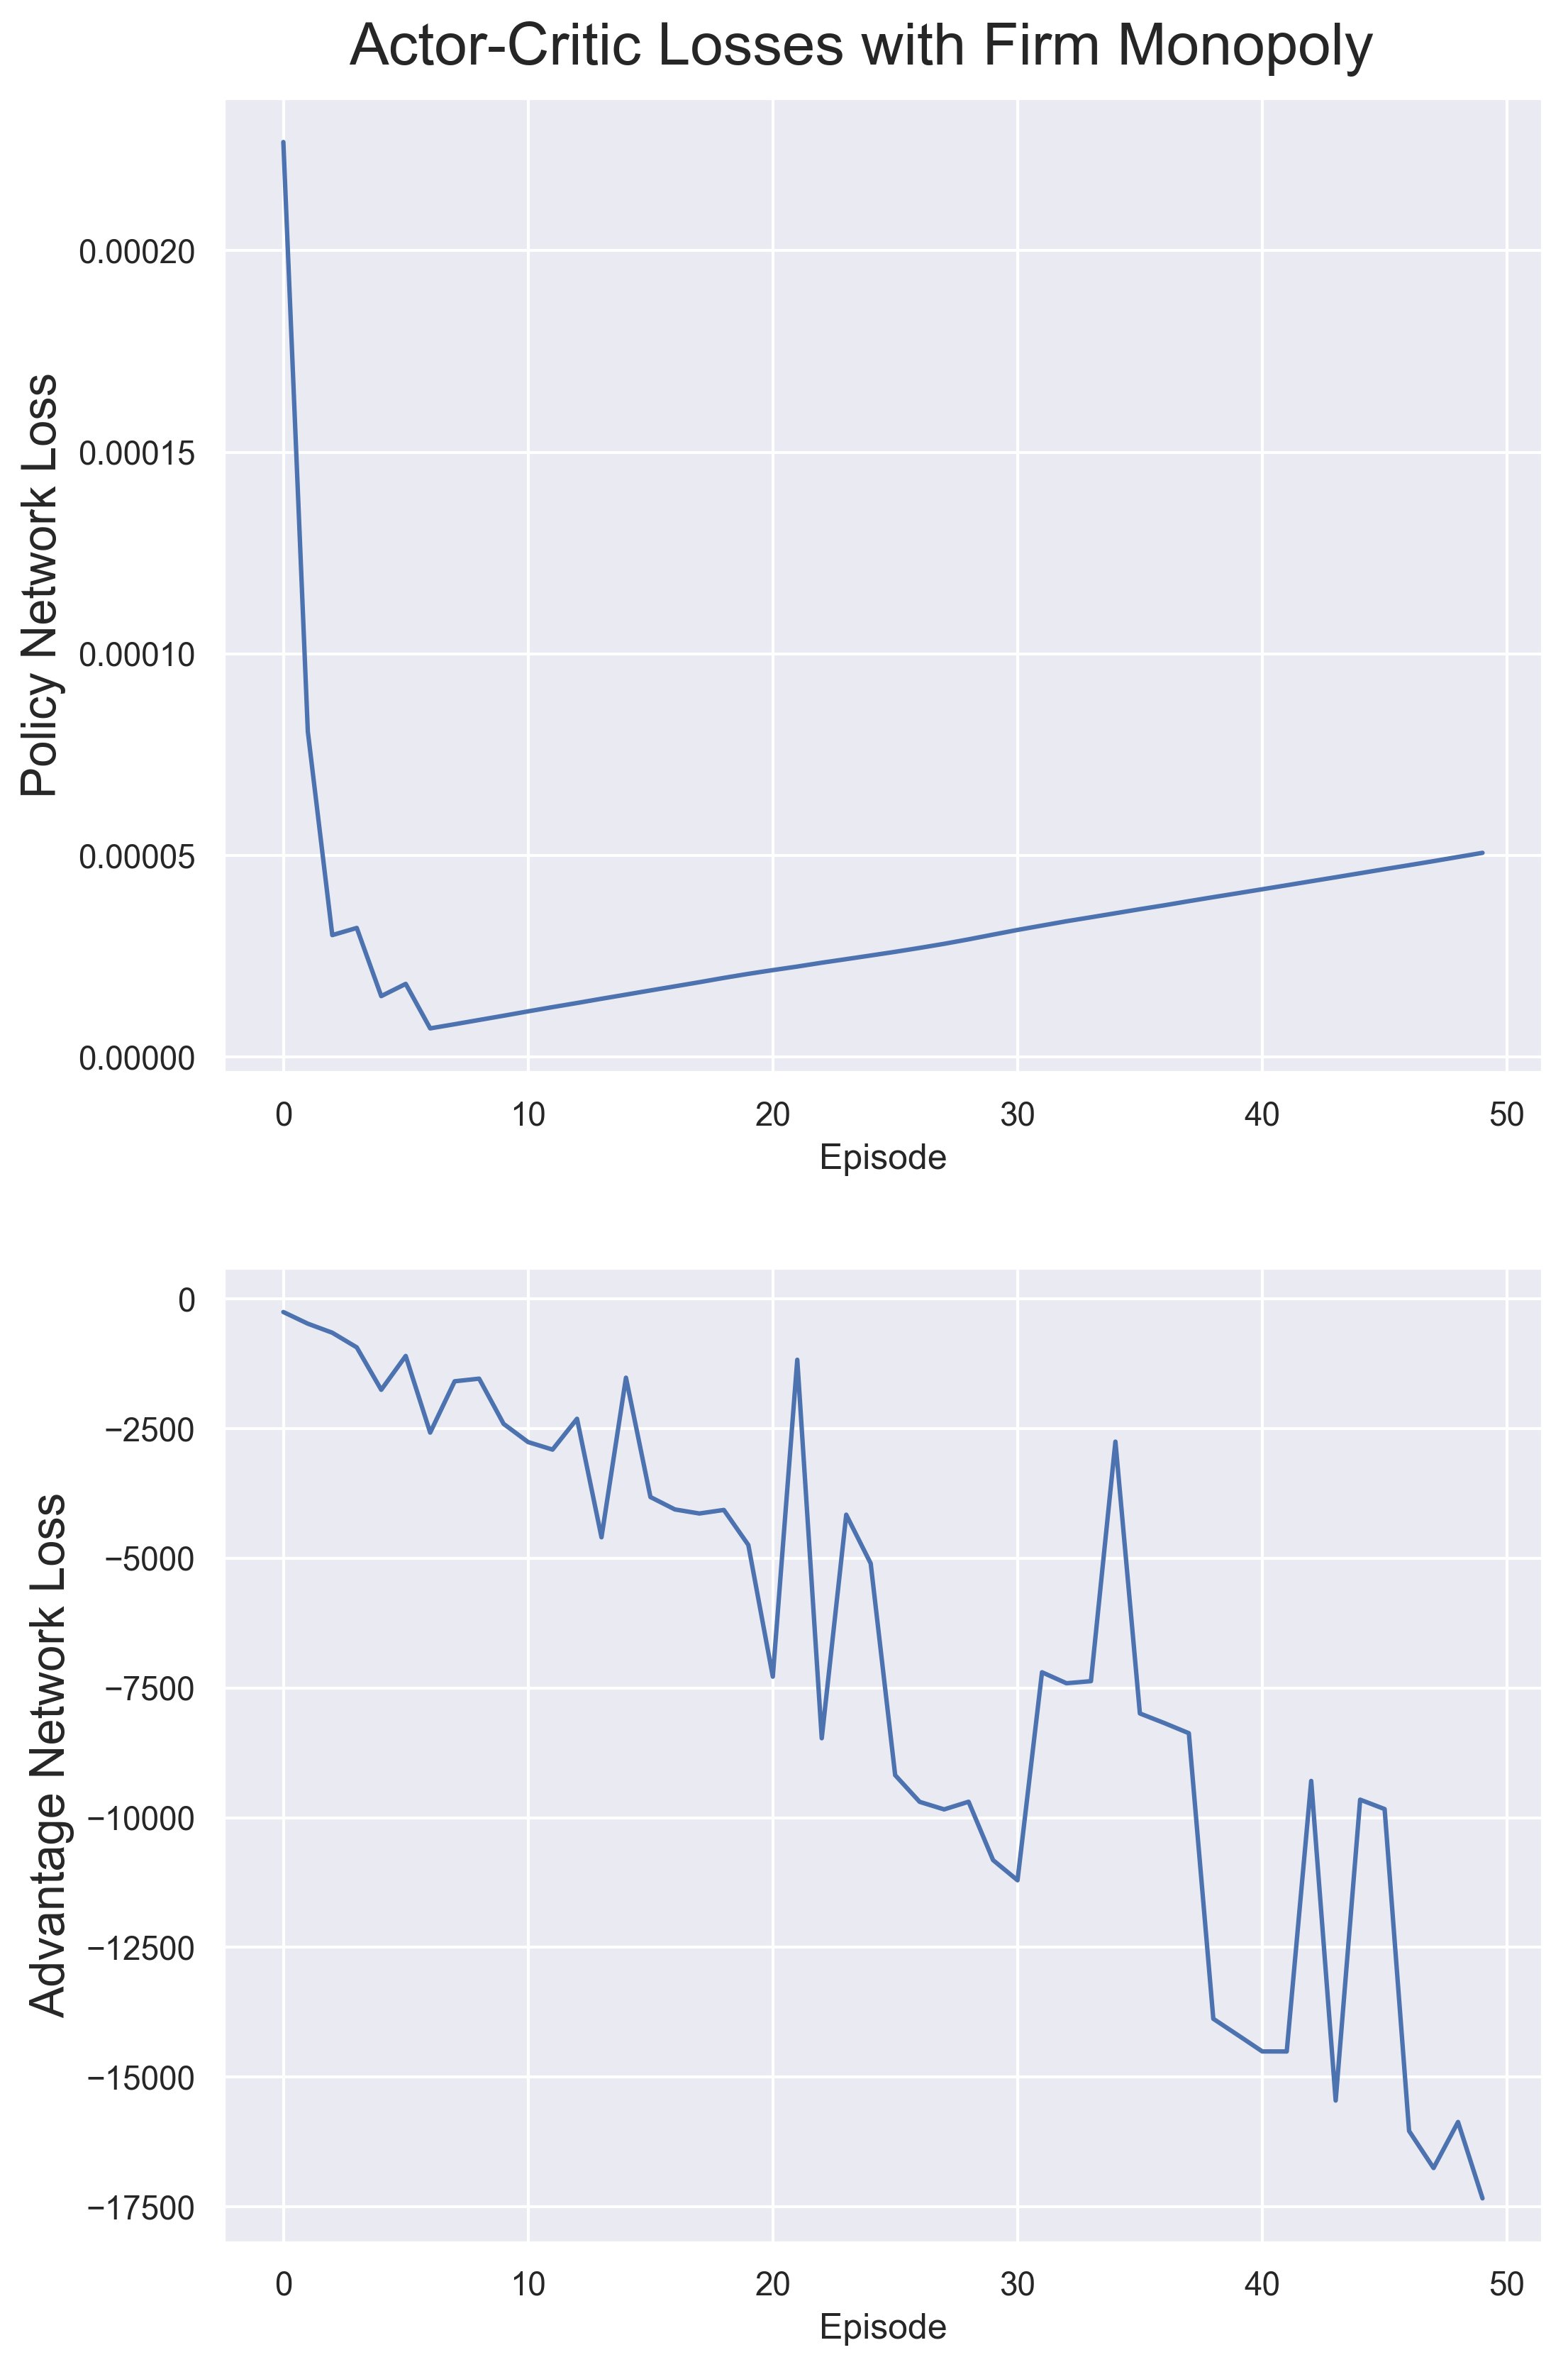 Actor-Critic Losses with Firm Monopoly
Policy Network Loss
0.00020
0.00015
0.00010
0.00005
0.00000
0 10 20 30 40 50
Episode
Advantage Network Loss
0
−2500
−5000
−7500
−10000
−12500
−15000
−17500
0 10 20 30 40 50
Episode